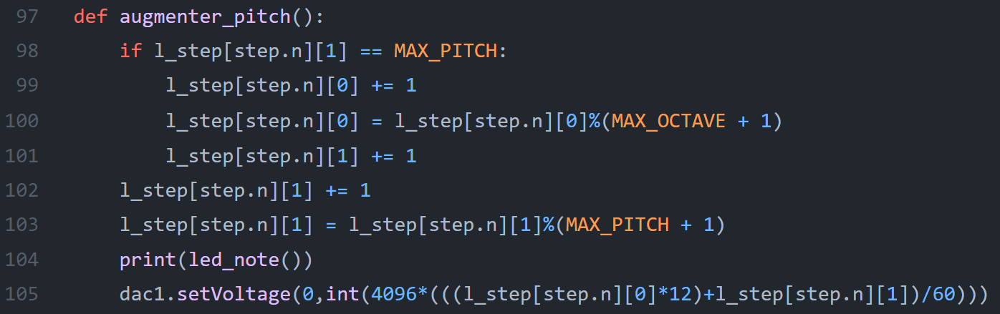 97 def augmenter_pitch():
98 if l_step[step.n][1] == MAX_PITCH:
99 l_step[step.n][0] += 1
100 l_step[step.n][0] = l_step[step.n][0]%(MAX_OCTAVE + 1)
101 l_step[step.n][1] += 1
102 l_step[step.n][1] += 1
103 l_step[step.n][1] = l_step[step.n][1]%(MAX_PITCH + 1)
104 print(led_note())
105 dac1.setVoltage(0,int(4096*(((l_step[step.n][0]*12)+l_step[step.n][1])/60)))